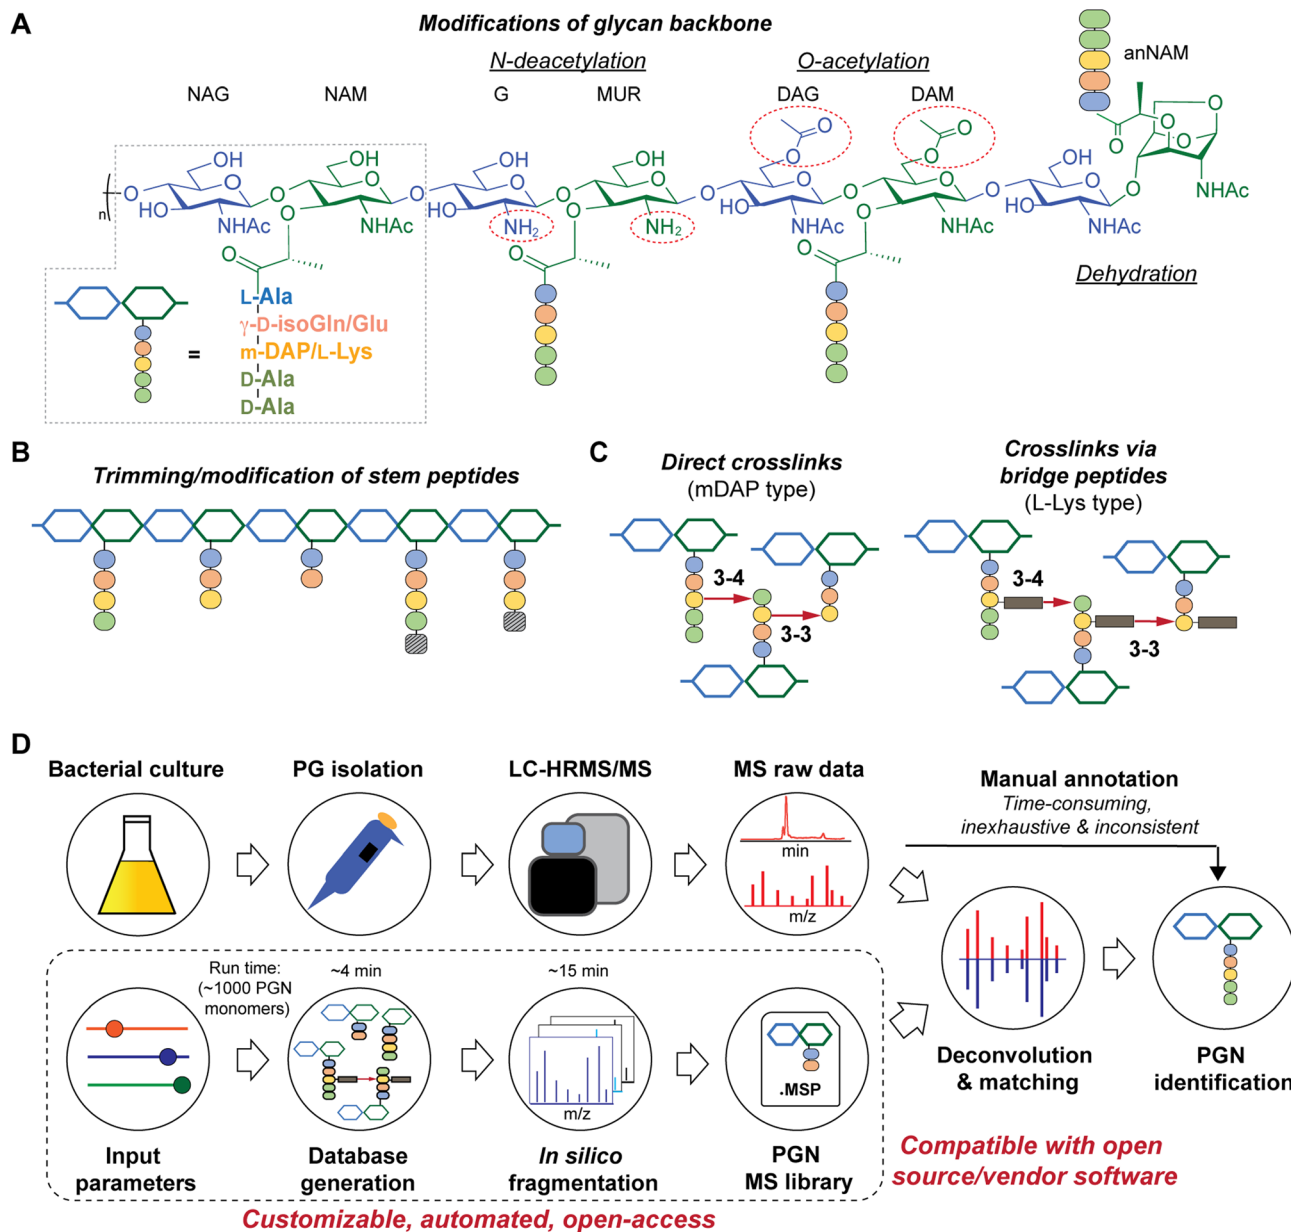 A
Modifications of glycan backbone
N-deacetylation
O-acetylation
anNAM
NAG
NAM
G
MUR
DAG
DAM
O
O
O
O
O
OH
OH
OH
OH
O
O
HO
O
O
O
O
O
HO
O
O
O
O
O
HO
O
O
O
O
HO
O
HO
O
O
n
NHAc
O
NHAc
NH₂
O
NH₂
NHAc
O
NHAc
NHAc
NHAc
O
O
O
Dehydration
=
L-Ala
γ-D-isoGln/Glu
m-DAP/L-Lys
D-Ala
D-Ala
B
Trimming/modification of stem peptides
C
Direct crosslinks
(mDAP type)
3-4
3-3
Crosslinks via
bridge peptides
(L-Lys type)
3-4
3-3
D
Bacterial culture
PG isolation
LC-HRMS/MS
MS raw data
min
m/z
Manual annotation
Time-consuming,
inexhaustive & inconsistent
Run time:
(~1000 PGN
monomers)
~4 min
~15 min
m/z
.MSP
Input
parameters
Database
generation
In silico
fragmentation
PGN
MS library
Deconvolution
& matching
PGN
identification
Compatible with open
source/vendor software
Customizable, automated, open-access